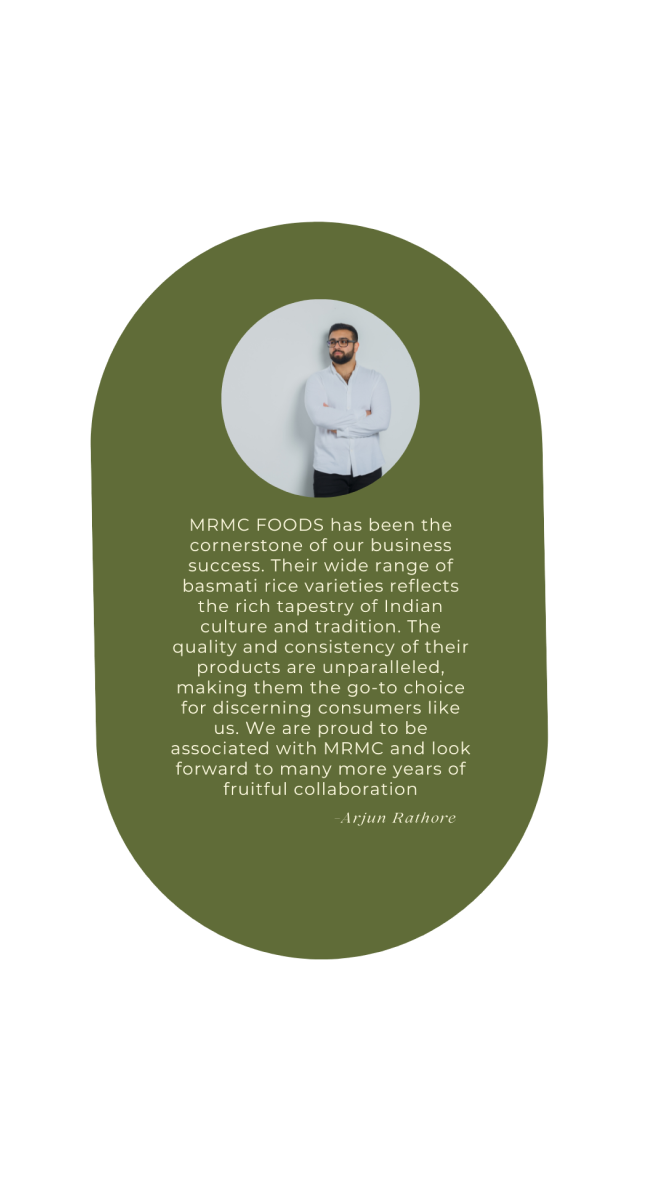 MRMC FOODS has been the
cornerstone of our business
success. Their wide range of
basmati rice varieties reflects
the rich tapestry of Indian
culture and tradition. The
quality and consistency of their
products are unparalleled,
making them the go-to choice
for discerning consumers like
us. We are proud to be
associated with MRMC and look
forward to many more years of
fruitful collaboration
-Arjun Rathore